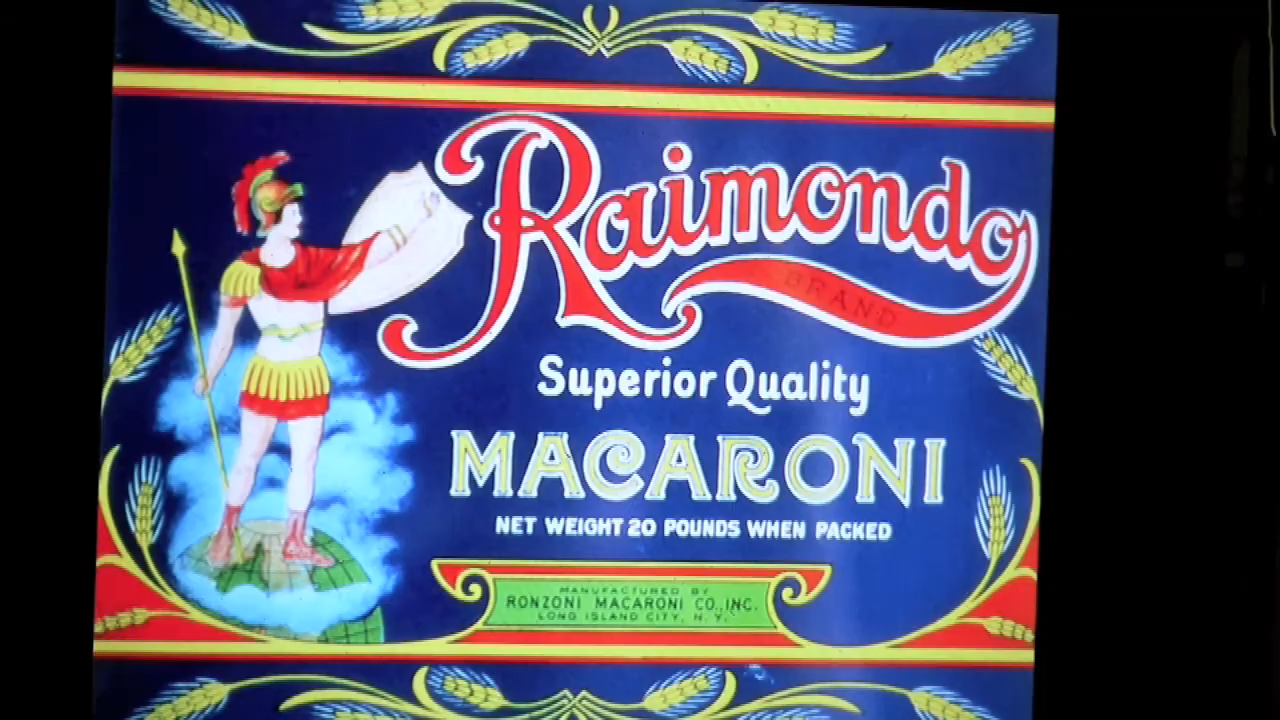 Raimondo
BRAND
Superior Quality
MACARONI
NET WEIGHT 20 POUNDS WHEN PACKED
MANUFACTURED BY
RONZONI MACARONI CO., INC.
LONG ISLAND CITY, N. Y.